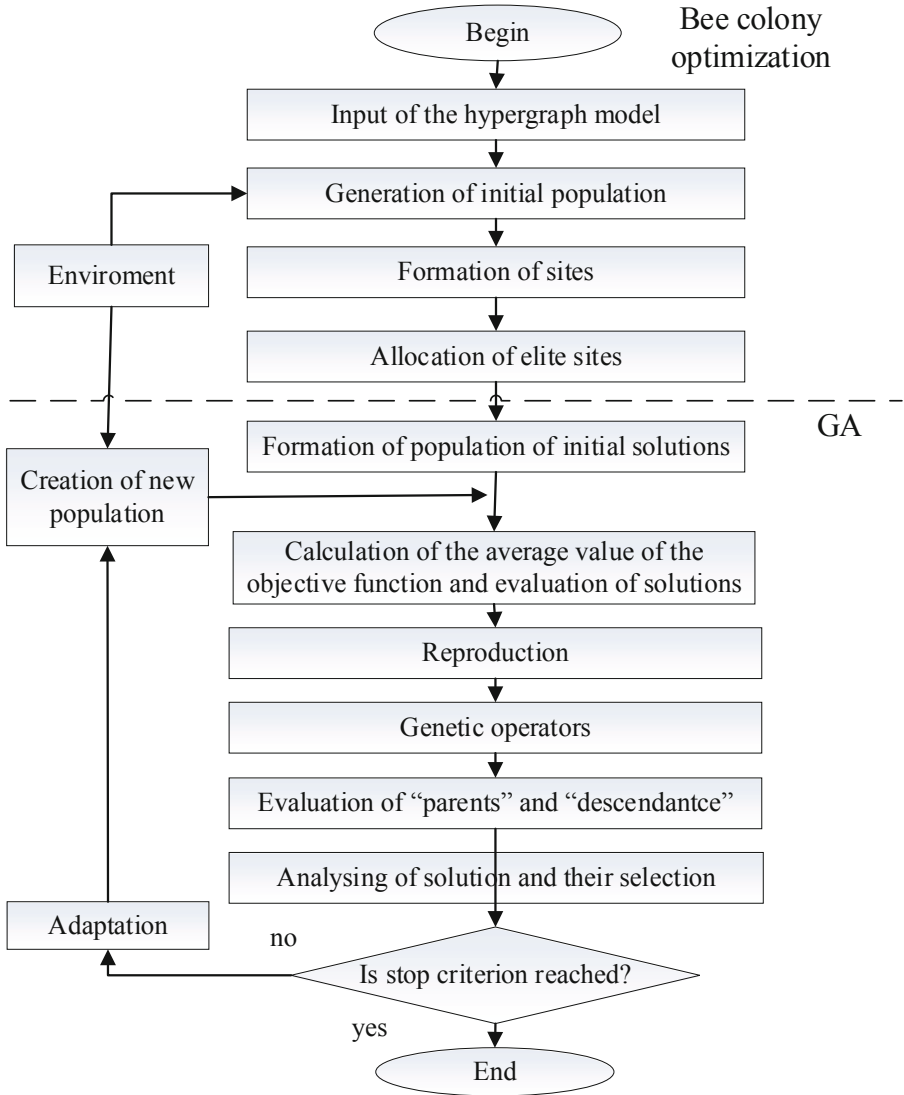 Begin
Bee colony
optimization
Input of the hypergraph model
Generation of initial population
Enviroment
Formation of sites
Allocation of elite sites
GA
Formation of population of initial solutions
Creation of new
population
Calculation of the average value of the
objective function and evaluation of solutions
Reproduction
Genetic operators
Evaluation of “parents” and “descendantce”
Analysing of solution and their selection
Adaptation
no
Is stop criterion reached?
yes
End